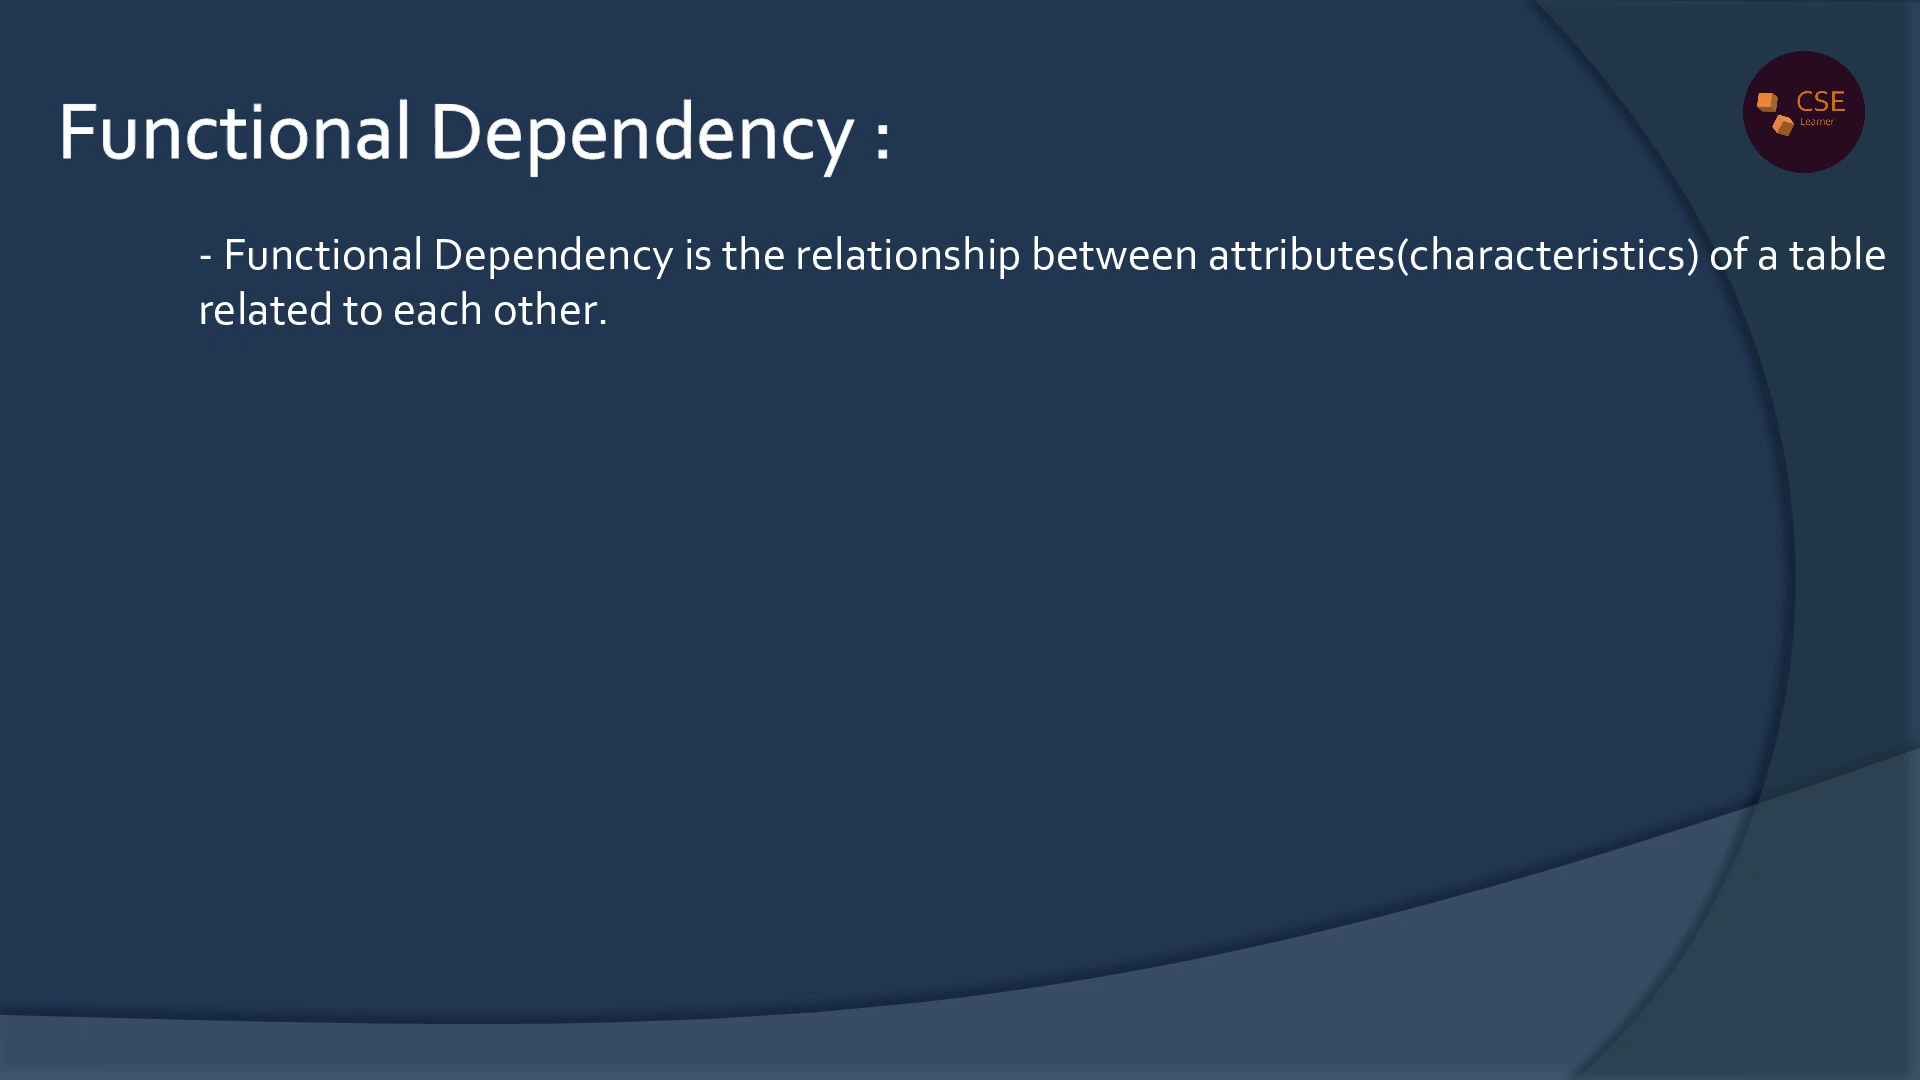 CSE
Learner
Functional Dependency :
- Functional Dependency is the relationship between attributes(characteristics) of a table
related to each other.